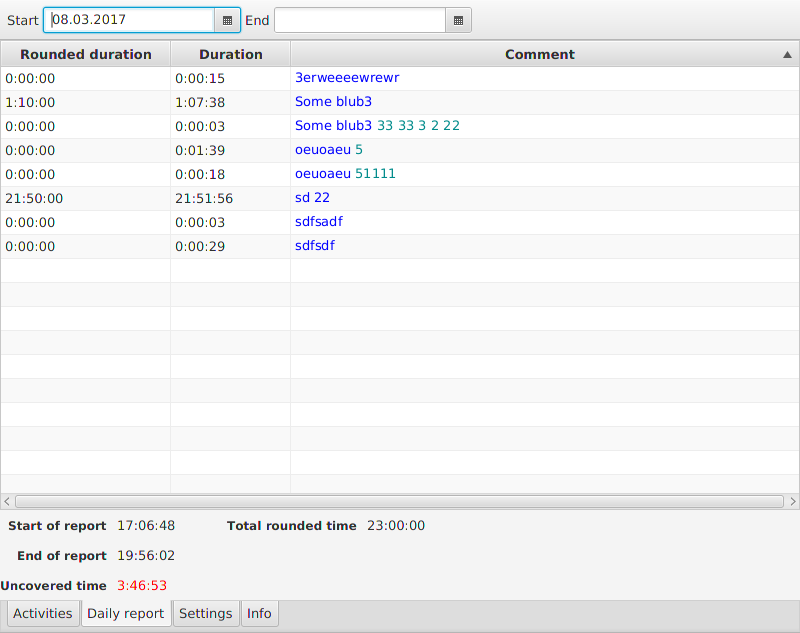 Start 08.03.2017 End
Rounded duration Duration Comment
0:00:00 0:00:15 3erweeeewrewr
1:10:00 1:07:38 Some blub3
0:00:00 0:00:03 Some blub3 33 33 3 2 22
0:00:00 0:01:39 oeuoaeu 5
0:00:00 0:00:18 oeuoaeu 51111
21:50:00 21:51:56 sd 22
0:00:00 0:00:03 sdfsadf
0:00:00 0:00:29 sdfsdf
Start of report 17:06:48 Total rounded time 23:00:00
End of report 19:56:02
Uncovered time 3:46:53
Activities Daily report Settings Info